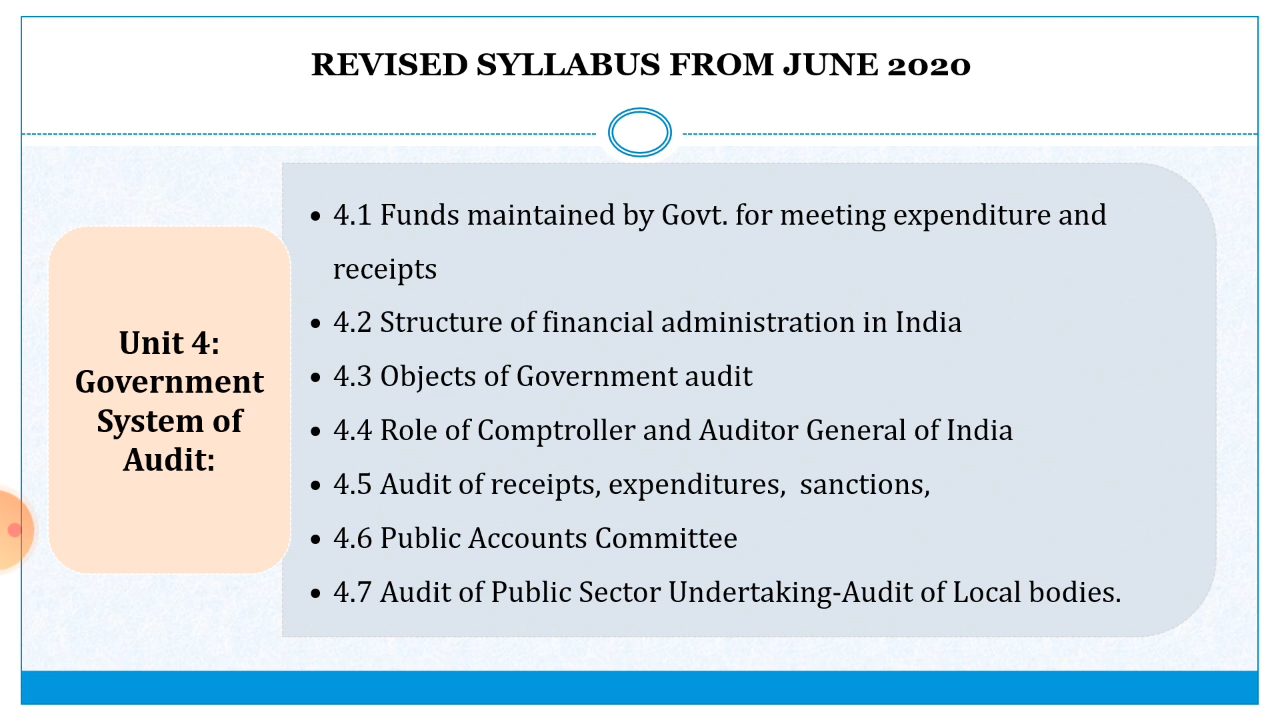 REVISED SYLLABUS FROM JUNE 2020
Unit 4:
Government
System of
Audit:
• 4.1 Funds maintained by Govt. for meeting expenditure and
receipts
• 4.2 Structure of financial administration in India
• 4.3 Objects of Government audit
• 4.4 Role of Comptroller and Auditor General of India
• 4.5 Audit of receipts, expenditures,  sanctions,
• 4.6 Public Accounts Committee
• 4.7 Audit of Public Sector Undertaking-Audit of Local bodies.